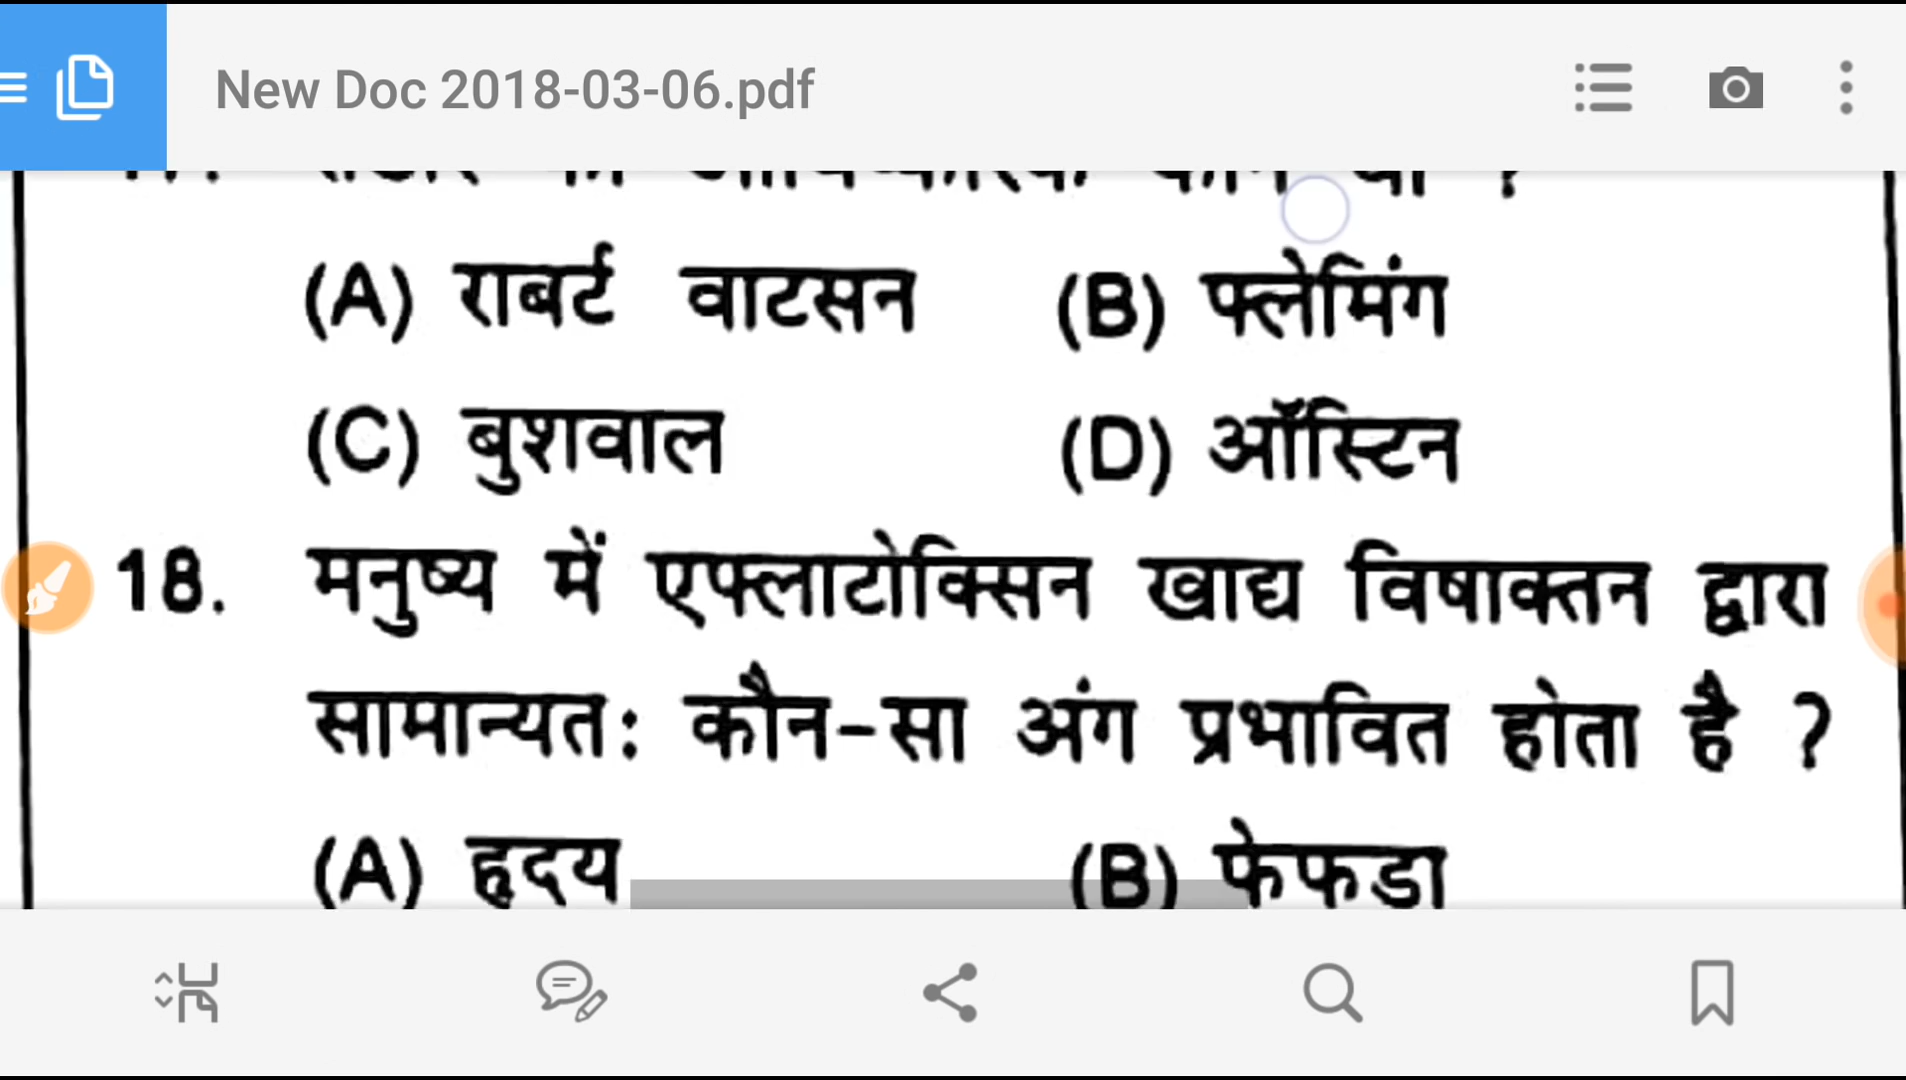 New Doc 2018-03-06.pdf
(A) राबर्ट वाटसन (B) फ्लेमिंग
(C) बुशवाल (D) ऑस्टिन
18. मनुष्य में एफ्लाटोक्सिन खाद्य विषाक्तन द्वारा
सामान्यतः कौन-सा अंग प्रभावित होता है ?
(A) हृदय (B) फेफडा